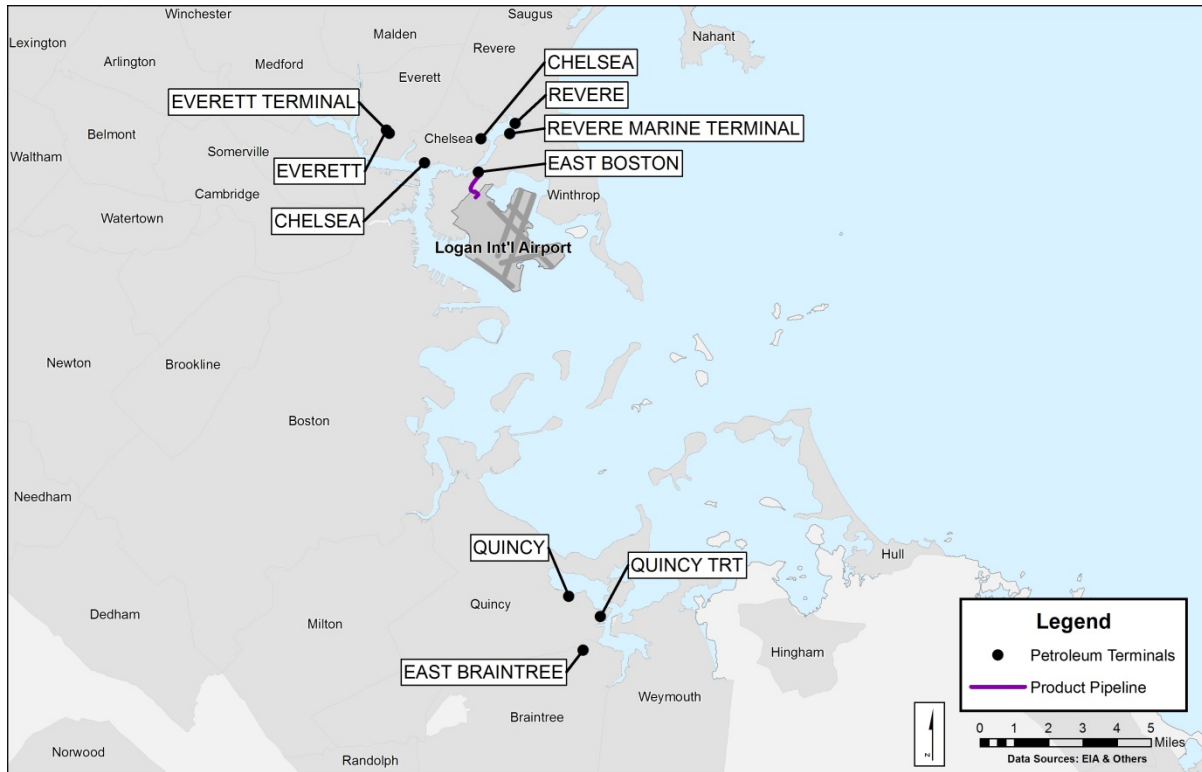 Winchester
Saugus
Lexington
Malden
Nahant
Revere
Arlington
Medford
CHELSEA
Everett
REVERE
EVERETT TERMINAL
REVERE MARINE TERMINAL
Belmont
Chelsea
Somerville
Waltham
EAST BOSTON
EVERETT
Cambridge
Winthrop
Watertown
CHELSEA
Logan Int'l Airport
Newton
Brookline
Boston
Needham
QUINCY
Hull
QUINCY TRT
Quincy
Dedham
Milton
Hingham
EAST BRAINTREE
Weymouth
Braintree
Norwood
Randolph
Legend
Petroleum Terminals
Product Pipeline
N
0 1 2 3 4 5
Miles
Data Sources: EIA & Others